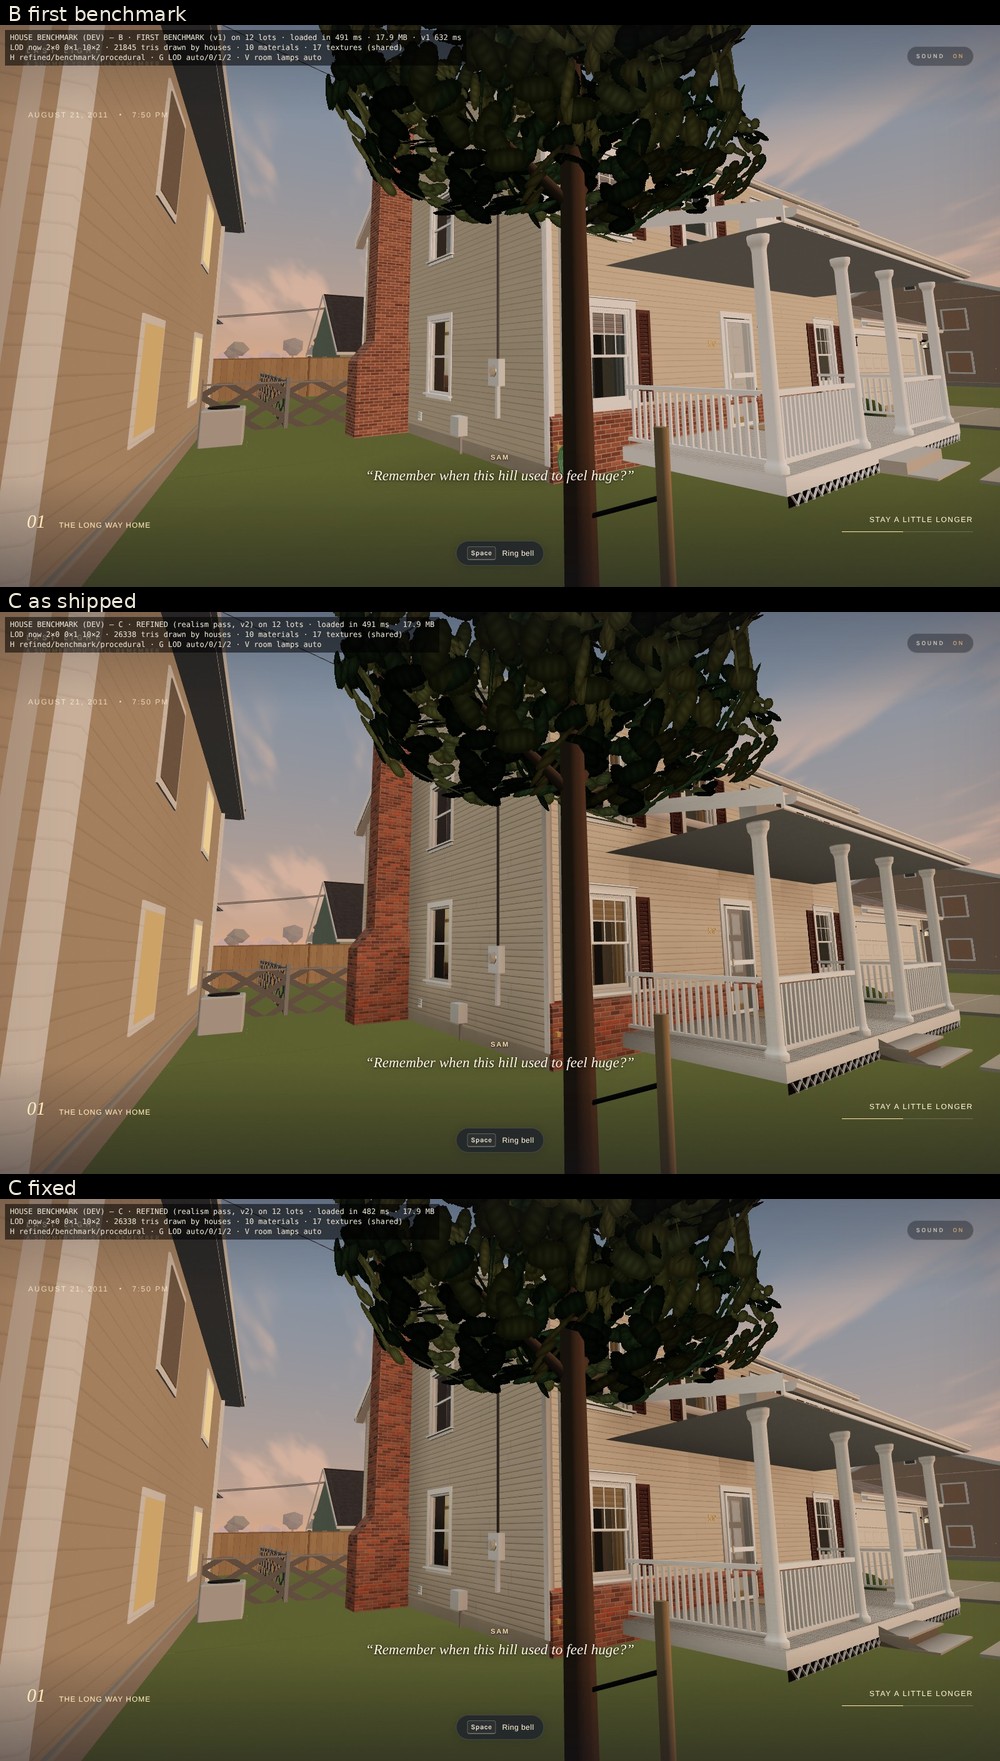 B first benchmark
HOUSE BENCHMARK (DEV) — B · FIRST BENCHMARK (v1) on 12 lots · loaded in 491 ms · 17.9 MB · v1 632 ms
LOD now 2×0 0×1 10×2 · 21845 tris drawn by houses · 10 materials · 17 textures (shared)
H refined/benchmark/procedural · G LOD auto/0/1/2 · V room lamps auto
SOUND ON
AUGUST 21, 2011 • 7:50 PM
SAM
“Remember when this hill used to feel huge?”
01 THE LONG WAY HOME
STAY A LITTLE LONGER
Space Ring bell
C as shipped
HOUSE BENCHMARK (DEV) — C · REFINED (realism pass, v2) on 12 lots · loaded in 491 ms · 17.9 MB
LOD now 2×0 0×1 10×2 · 26338 tris drawn by houses · 10 materials · 17 textures (shared)
H refined/benchmark/procedural · G LOD auto/0/1/2 · V room lamps auto
SOUND ON
AUGUST 21, 2011 • 7:50 PM
SAM
“Remember when this hill used to feel huge?”
01 THE LONG WAY HOME
STAY A LITTLE LONGER
Space Ring bell
C fixed
HOUSE BENCHMARK (DEV) — C · REFINED (realism pass, v2) on 12 lots · loaded in 482 ms · 17.9 MB
LOD now 2×0 0×1 10×2 · 26338 tris drawn by houses · 10 materials · 17 textures (shared)
H refined/benchmark/procedural · G LOD auto/0/1/2 · V room lamps auto
SOUND ON
AUGUST 21, 2011 • 7:50 PM
SAM
“Remember when this hill used to feel huge?”
01 THE LONG WAY HOME
STAY A LITTLE LONGER
Space Ring bell